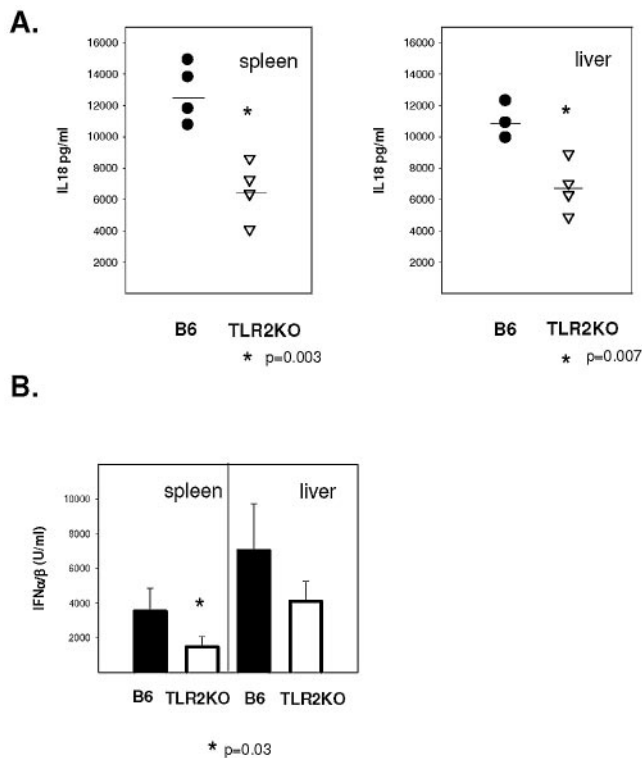 A.
16000
14000
12000
10000
8000
6000
4000
2000
IL18 pg/ml
spleen
*
B6 TLR2KO
* p=0.003
16000
14000
12000
10000
8000
6000
4000
2000
IL18 pg/ml
liver
*
B6 TLR2KO
* p=0.007
B.
10000
8000
6000
4000
2000
IFNα/β (U/ml)
spleen liver
*
B6 TLR2KO B6 TLR2KO
* p=0.03